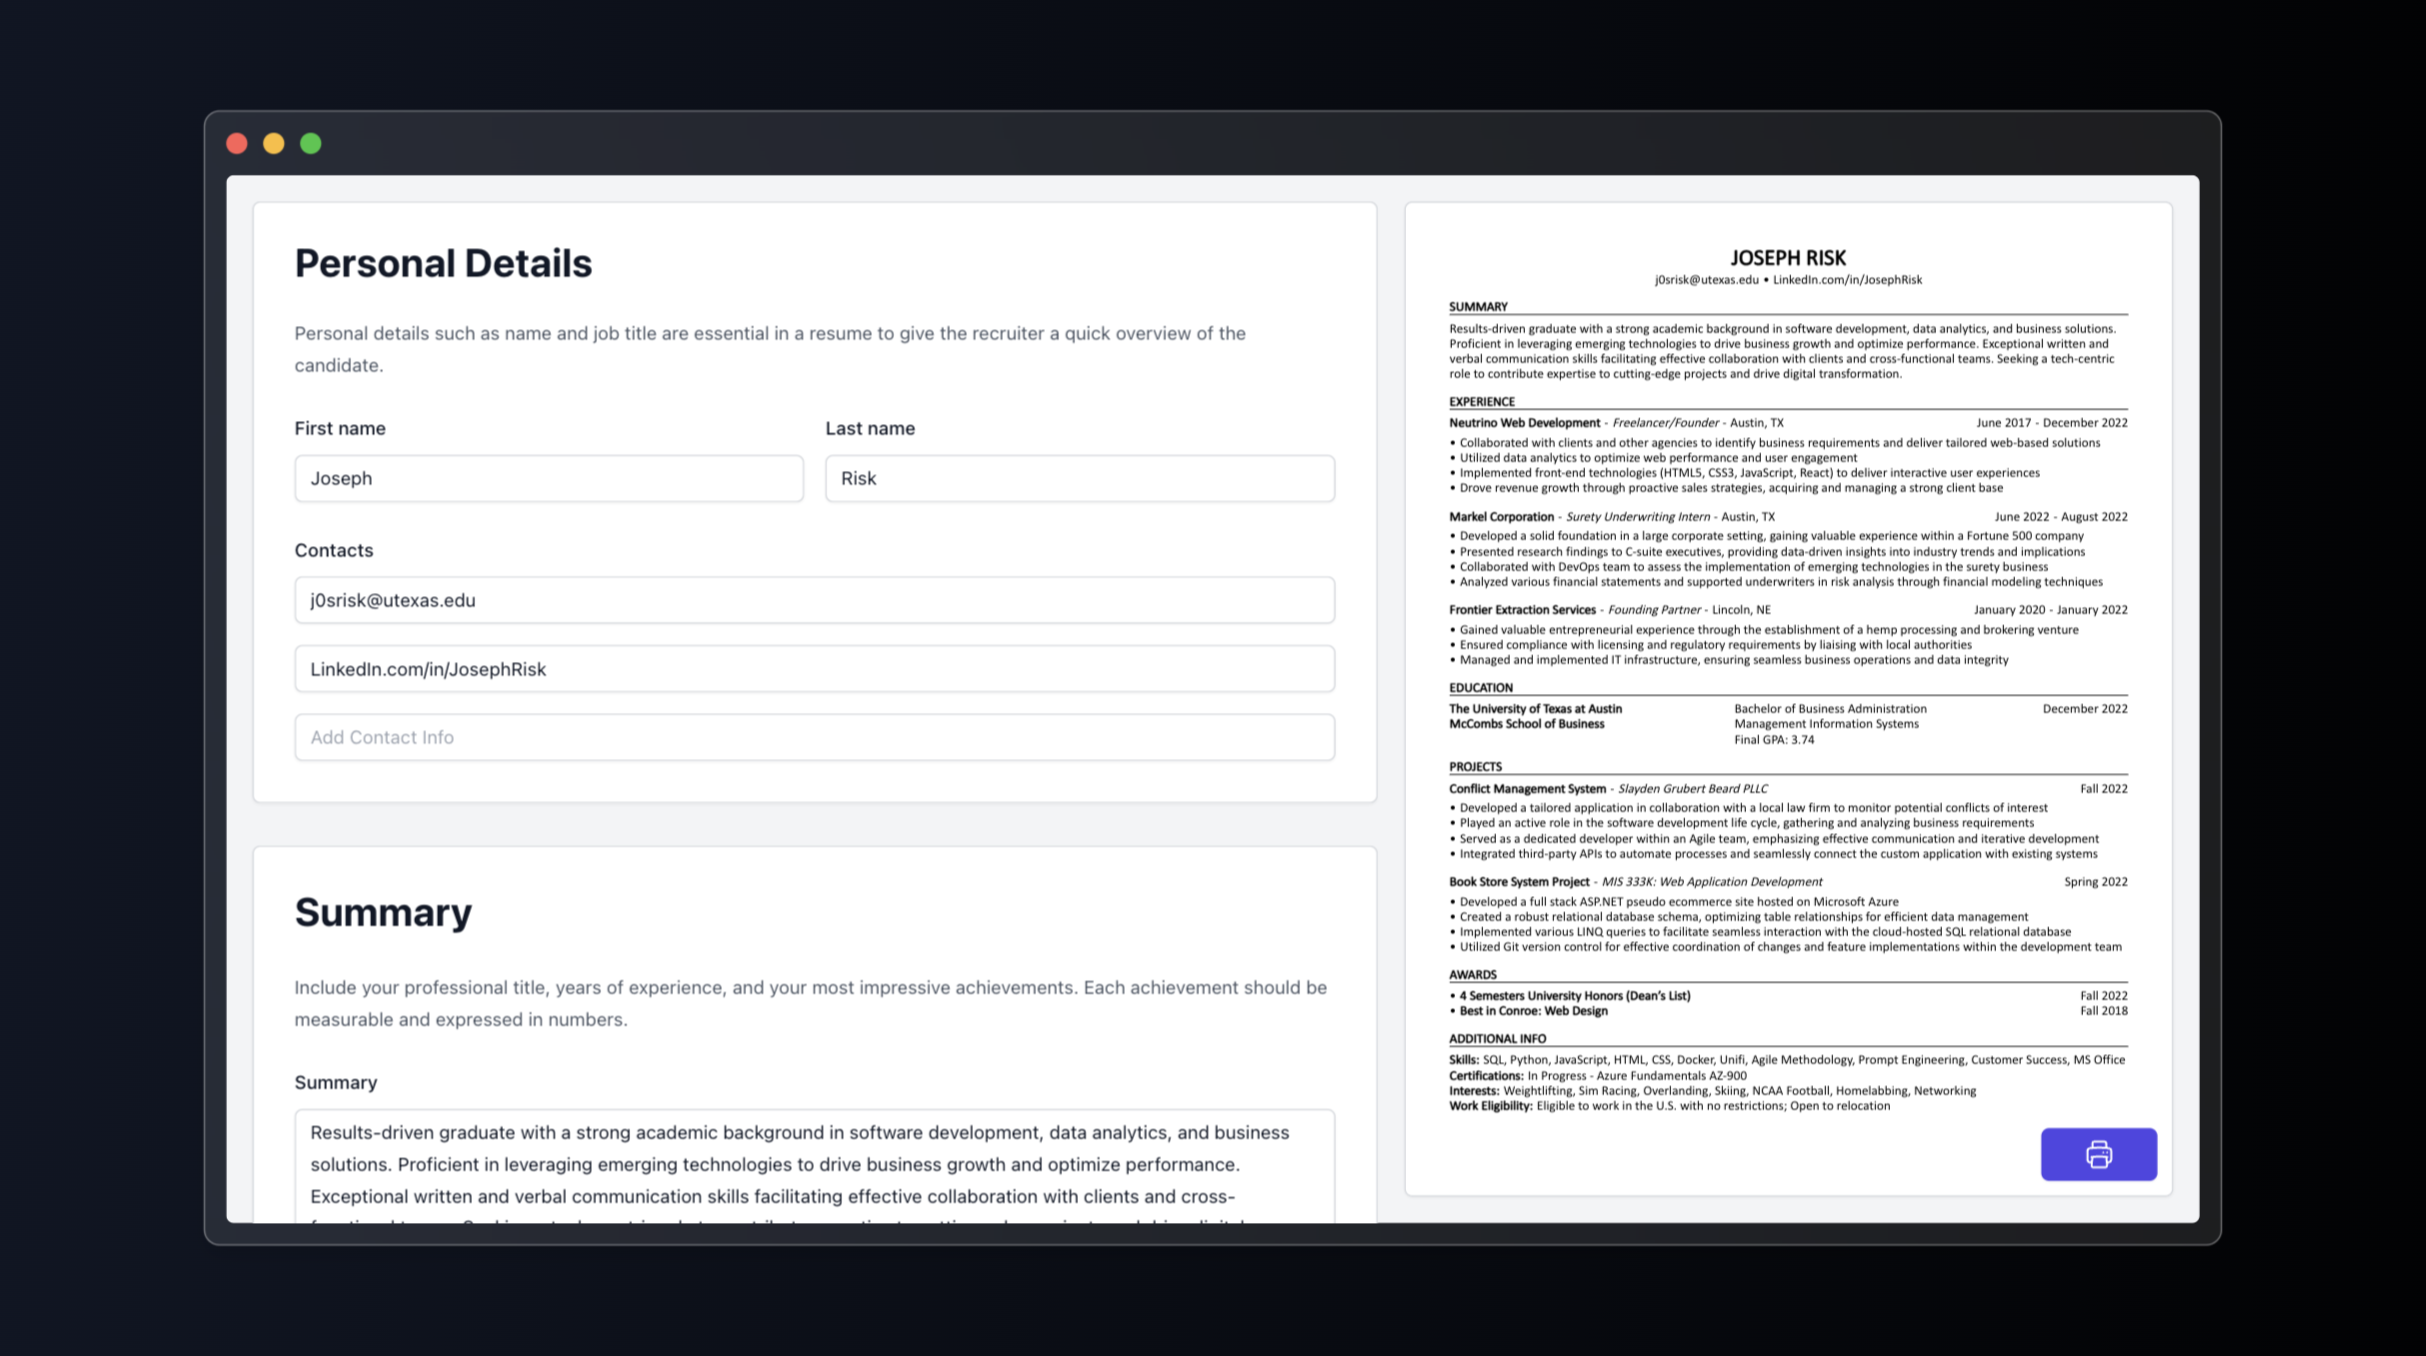 Personal Details
Personal details such as name and job title are essential in a resume to give the recruiter a quick overview of the
candidate.
First name
Last name
Joseph
Risk
Contacts
j0srisk@utexas.edu
LinkedIn.com/in/JosephRisk
Add Contact Info
Summary
Include your professional title, years of experience, and your most impressive achievements. Each achievement should be
measurable and expressed in numbers.
Summary
Results-driven graduate with a strong academic background in software development, data analytics, and business
solutions. Proficient in leveraging emerging technologies to drive business growth and optimize performance.
Exceptional written and verbal communication skills facilitating effective collaboration with clients and cross-
JOSEPH RISK
j0srisk@utexas.edu • LinkedIn.com/in/JosephRisk
SUMMARY
Results-driven graduate with a strong academic background in software development, data analytics, and business solutions.
Proficient in leveraging emerging technologies to drive business growth and optimize performance. Exceptional written and
verbal communication skills facilitating effective collaboration with clients and cross-functional teams. Seeking a tech-centric
role to contribute expertise to cutting-edge projects and drive digital transformation.
EXPERIENCE
Neutrino Web Development - Freelancer/Founder - Austin, TX June 2017 - December 2022
• Collaborated with clients and other agencies to identify business requirements and deliver tailored web-based solutions
• Utilized data analytics to optimize web performance and user engagement
• Implemented front-end technologies (HTML5, CSS3, JavaScript, React) to deliver interactive user experiences
• Drove revenue growth through proactive sales strategies, acquiring and managing a strong client base
Markel Corporation - Surety Underwriting Intern - Austin, TX June 2022 - August 2022
• Developed a solid foundation in a large corporate setting, gaining valuable experience within a Fortune 500 company
• Presented research findings to C-suite executives, providing data-driven insights into industry trends and implications
• Collaborated with DevOps team to assess the implementation of emerging technologies in the surety business
• Analyzed various financial statements and supported underwriters in risk analysis through financial modeling techniques
Frontier Extraction Services - Founding Partner - Lincoln, NE January 2020 - January 2022
• Gained valuable entrepreneurial experience through the establishment of a hemp processing and brokering venture
• Ensured compliance with licensing and regulatory requirements by liaising with local authorities
• Managed and implemented IT infrastructure, ensuring seamless business operations and data integrity
EDUCATION
The University of Texas at Austin Bachelor of Business Administration December 2022
McCombs School of Business Management Information Systems
Final GPA: 3.74
PROJECTS
Conflict Management System - Slayden Grubert Beard PLLC Fall 2022
• Developed a tailored application in collaboration with a local law firm to monitor potential conflicts of interest
• Played an active role in the software development life cycle, gathering and analyzing business requirements
• Served as a dedicated developer within an Agile team, emphasizing effective communication and iterative development
• Integrated third-party APIs to automate processes and seamlessly connect the custom application with existing systems
Book Store System Project - MIS 333K: Web Application Development Spring 2022
• Developed a full stack ASP.NET pseudo ecommerce site hosted on Microsoft Azure
• Created a robust relational database schema, optimizing table relationships for efficient data management
• Implemented various LINQ queries to facilitate seamless interaction with the cloud-hosted SQL relational database
• Utilized Git version control for effective coordination of changes and feature implementations within the development team
AWARDS
• 4 Semesters University Honors (Dean's List) Fall 2022
• Best in Conroe: Web Design Fall 2018
ADDITIONAL INFO
Skills: SQL, Python, JavaScript, HTML, CSS, Docker, Unifi, Agile Methodology, Prompt Engineering, Customer Success, MS Office
Certifications: In Progress - Azure Fundamentals AZ-900
Interests: Weightlifting, Sim Racing, Overlanding, Skiing, NCAA Football, Homelabbing, Networking
Work Eligibility: Eligible to work in the U.S. with no restrictions; Open to relocation